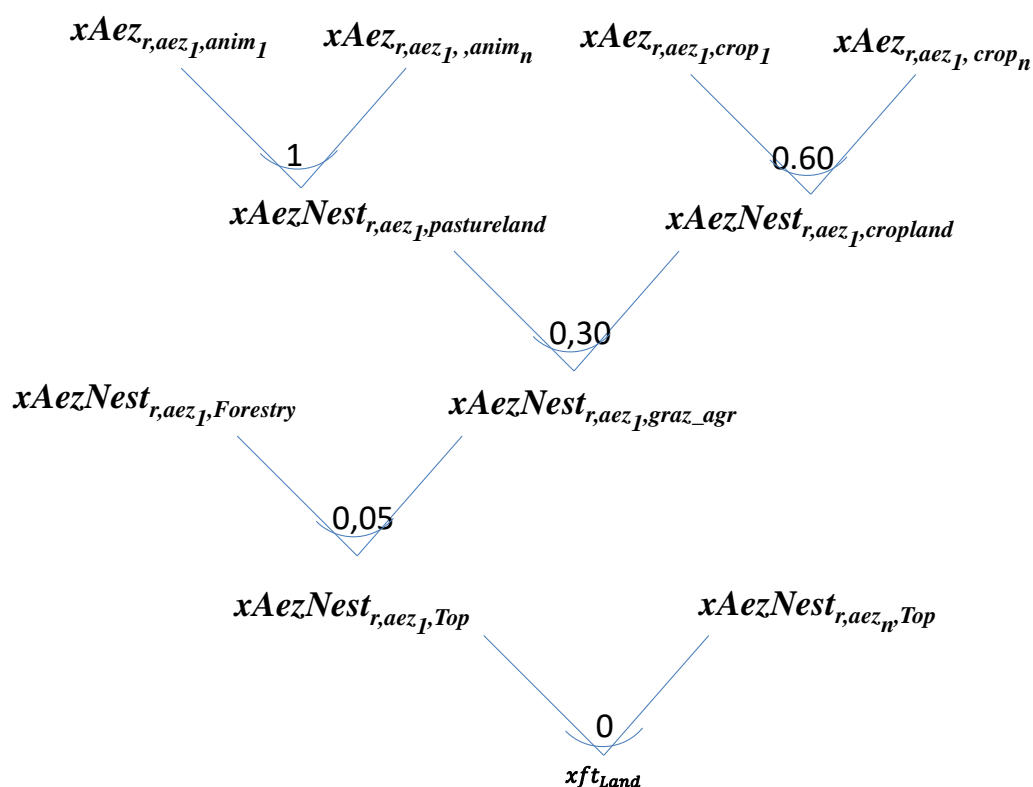 xAez_{r,aez_1,anim_1} xAez_{r,aez_1, ,anim_n} xAez_{r,aez_1,crop_1} xAez_{r,aez_1, crop_n}
1 0.60
xAezNest_{r,aez_1,pastureland} xAezNest_{r,aez_1,cropland}
0,30
xAezNest_{r,aez_1,Forestry} xAezNest_{r,aez_1,graz_agr}
0,05
xAezNest_{r,aez_1,Top} xAezNest_{r,aez_n,Top}
0
xft_{Land}